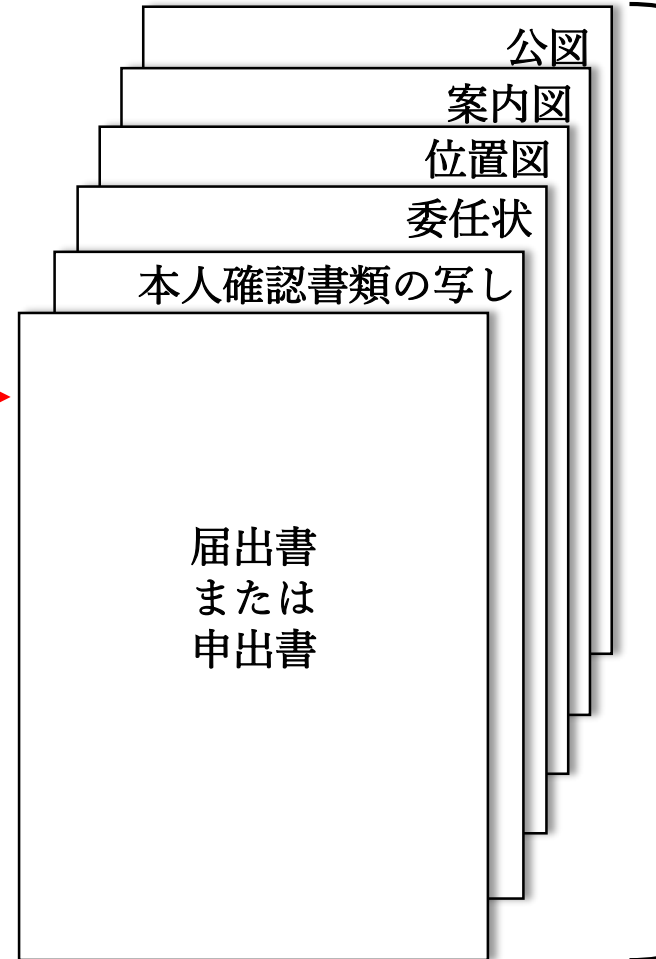 公図
案内図
位置図
委任状
本人確認書類の写し
届出書
または
申出書